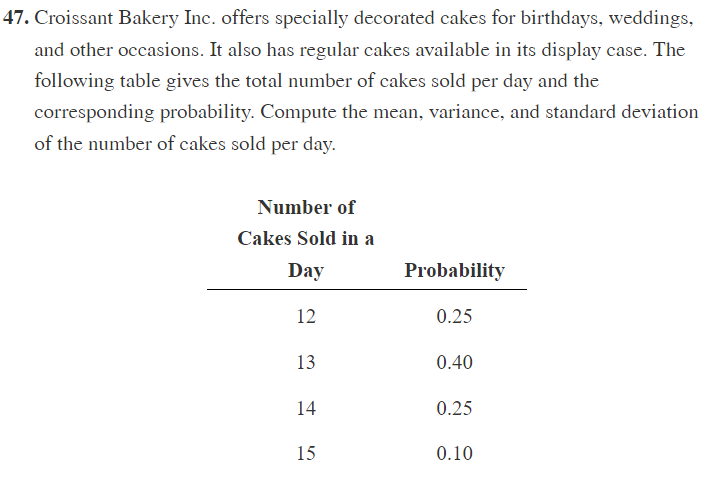 47. Croissant Bakery Inc. offers specially decorated cakes for birthdays, weddings,
and other occasions. It also has regular cakes available in its display case. The
following table gives the total number of cakes sold per day and the
corresponding probability. Compute the mean, variance, and standard deviation
of the number of cakes sold per day.
Number of
Cakes Sold in a
Day Probability
12 0.25
13 0.40
14 0.25
15 0.10